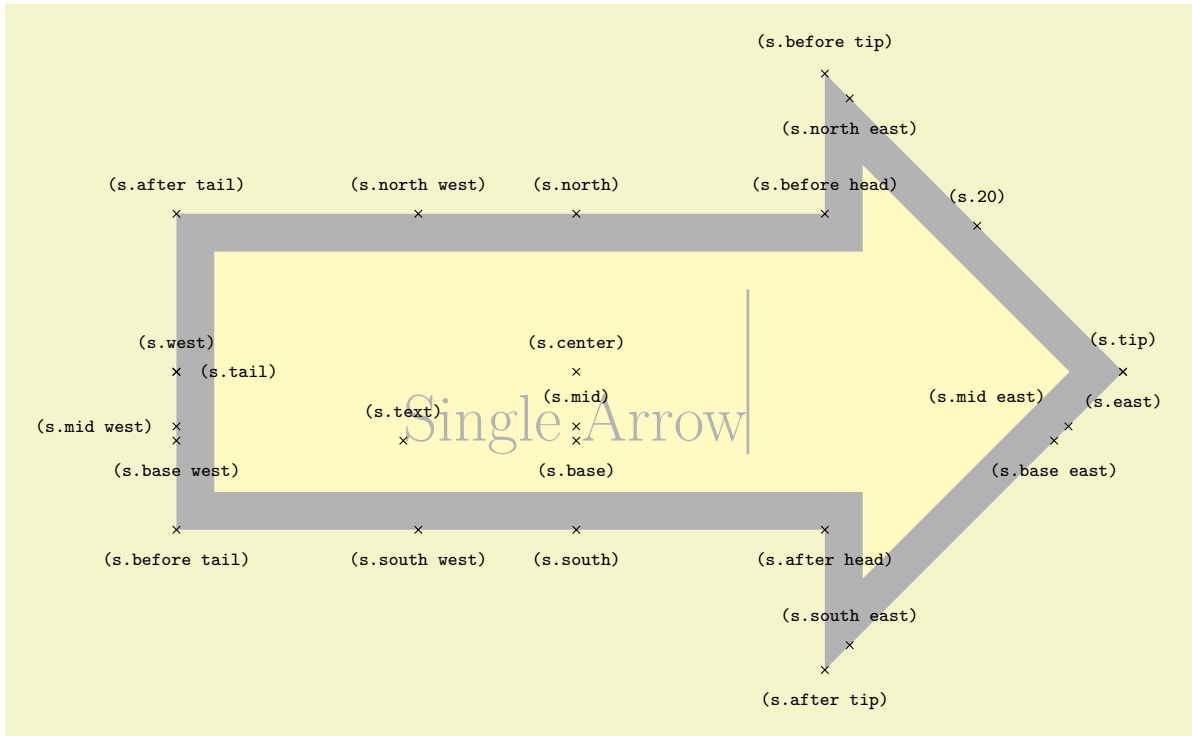 (s.before tip)
(s.north east)
(s.after tail) (s.north west) (s.north) (s.before head)
(s.20)
(s.west) (s.center) (s.tip)
(s.tail)
(s.mid) (s.mid east)
(s.east)
(s.text)
Single Arrow
(s.mid west)
(s.base west) (s.base) (s.base east)
(s.before tail) (s.south west) (s.south) (s.after head)
(s.south east)
(s.after tip)